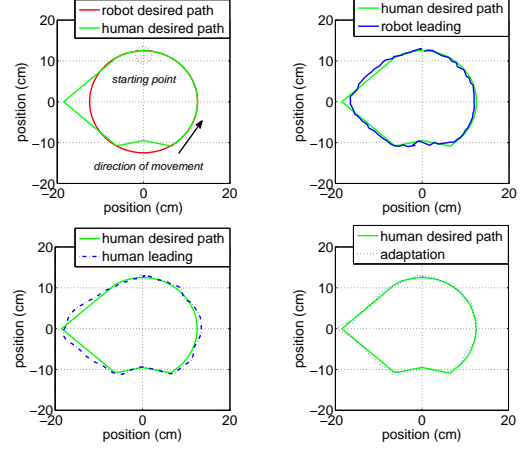 robot desired path
human desired path
20
10
0
−10
−20
−20
0
20
position (cm)
position (cm)
starting point
direction of movement
human desired path
robot leading
20
10
0
−10
−20
−20
0
20
position (cm)
position (cm)
human desired path
human leading
20
10
0
−10
−20
−20
0
20
position (cm)
position (cm)
human desired path
adaptation
20
10
0
−10
−20
−20
0
20
position (cm)
position (cm)